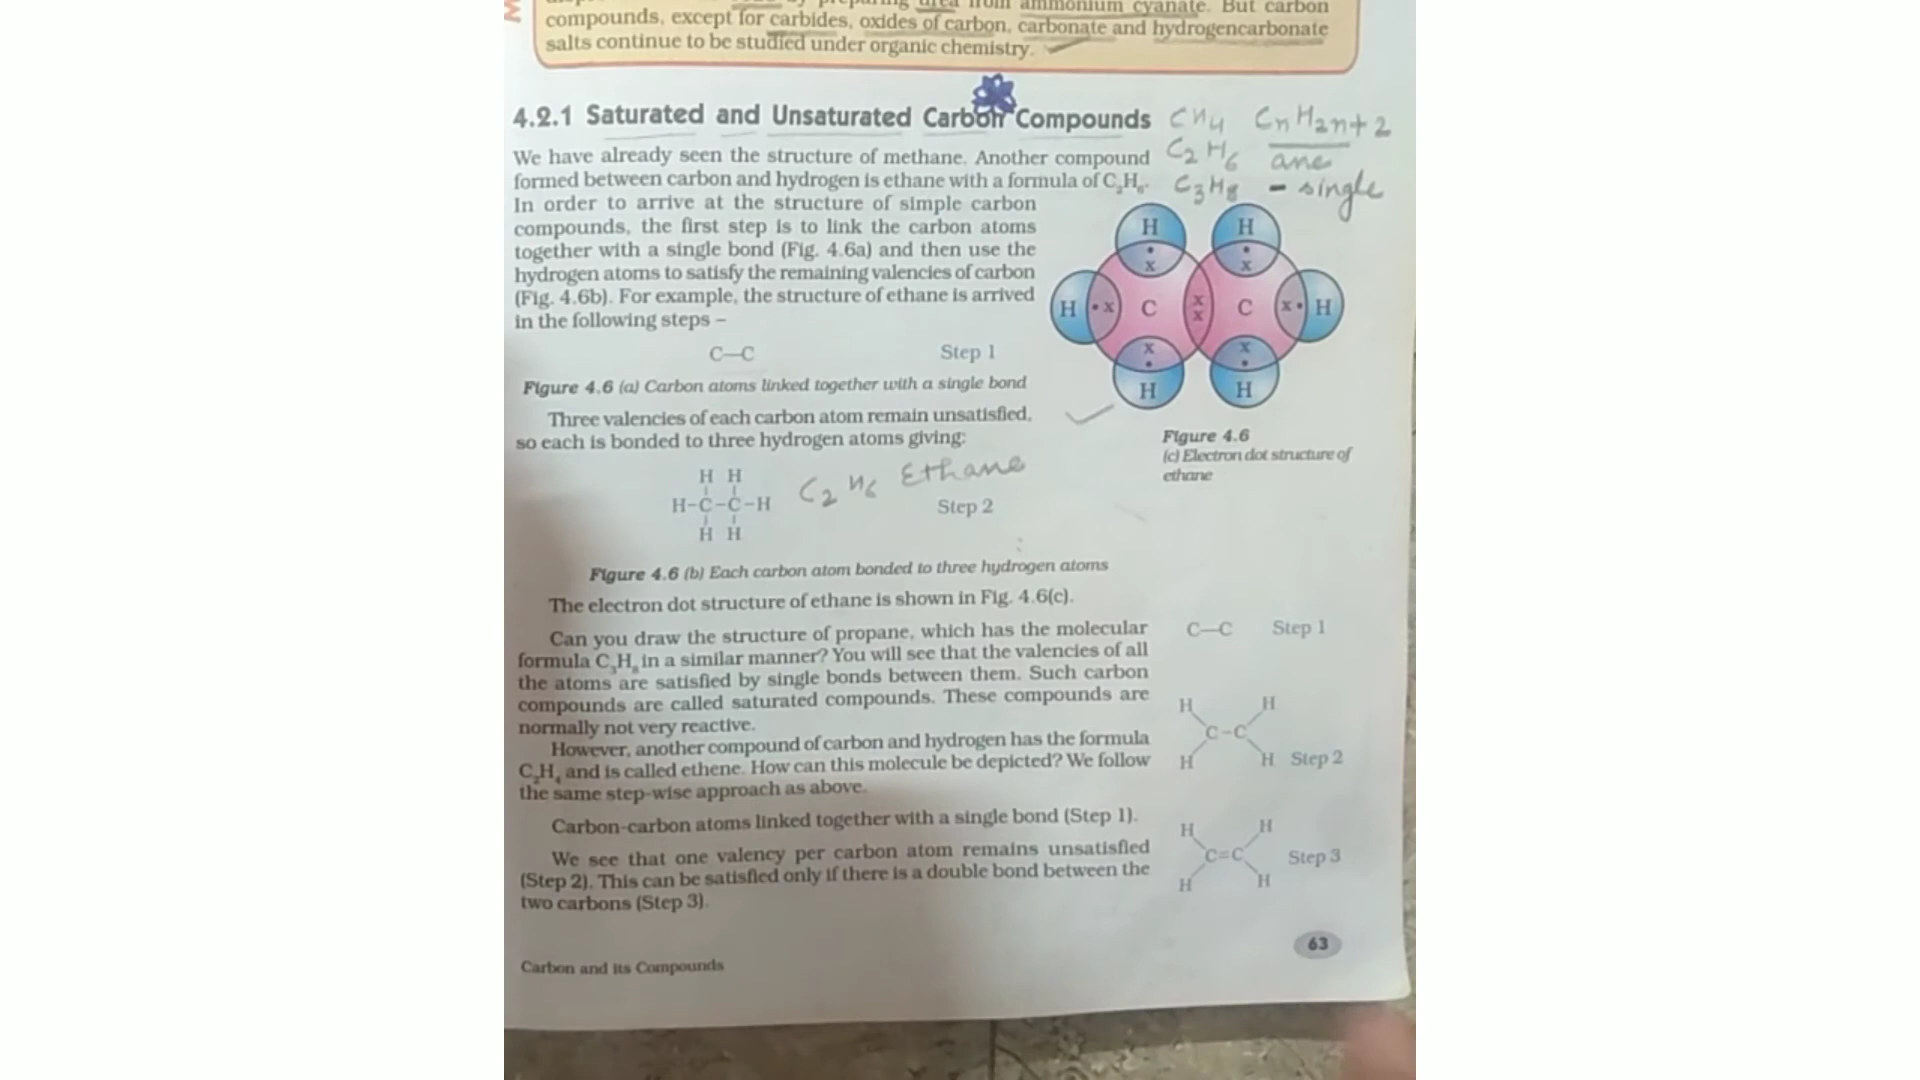 from ammonium cyanate. But carbon
compounds, except for carbides, oxides of carbon, carbonate and hydrogencarbonate
salts continue to be studied under organic chemistry.
4.2.1 Saturated and Unsaturated Carbon Compounds
CH4 CnH2n+2
C2H6 ane
C3H8 - single
We have already seen the structure of methane. Another compound
formed between carbon and hydrogen is ethane with a formula of C2H6.
In order to arrive at the structure of simple carbon
compounds, the first step is to link the carbon atoms
together with a single bond (Fig. 4.6a) and then use the
hydrogen atoms to satisfy the remaining valencies of carbon
(Fig. 4.6b). For example, the structure of ethane is arrived
in the following steps –
C—C Step 1
Figure 4.6 (a) Carbon atoms linked together with a single bond
Three valencies of each carbon atom remain unsatisfied,
so each is bonded to three hydrogen atoms giving:
H H
H-C-C-H
H H
C2H6 Ethane
Step 2
Figure 4.6 (b) Each carbon atom bonded to three hydrogen atoms
The electron dot structure of ethane is shown in Fig. 4.6(c).
Can you draw the structure of propane, which has the molecular
formula C3H8 in a similar manner? You will see that the valencies of all
the atoms are satisfied by single bonds between them. Such carbon
compounds are called saturated compounds. These compounds are
normally not very reactive.
However, another compound of carbon and hydrogen has the formula
C2H4 and is called ethene. How can this molecule be depicted? We follow
the same step-wise approach as above.
Carbon-carbon atoms linked together with a single bond (Step 1).
We see that one valency per carbon atom remains unsatisfied
(Step 2). This can be satisfied only if there is a double bond between the
two carbons (Step 3).
H H
• •
x x
H • x C x x C x • H
x x
• •
H H
Figure 4.6
(c) Electron dot structure of
ethane
C—C Step 1
H H
C-C
H H Step 2
H H
C=C Step 3
H H
63
Carbon and its Compounds